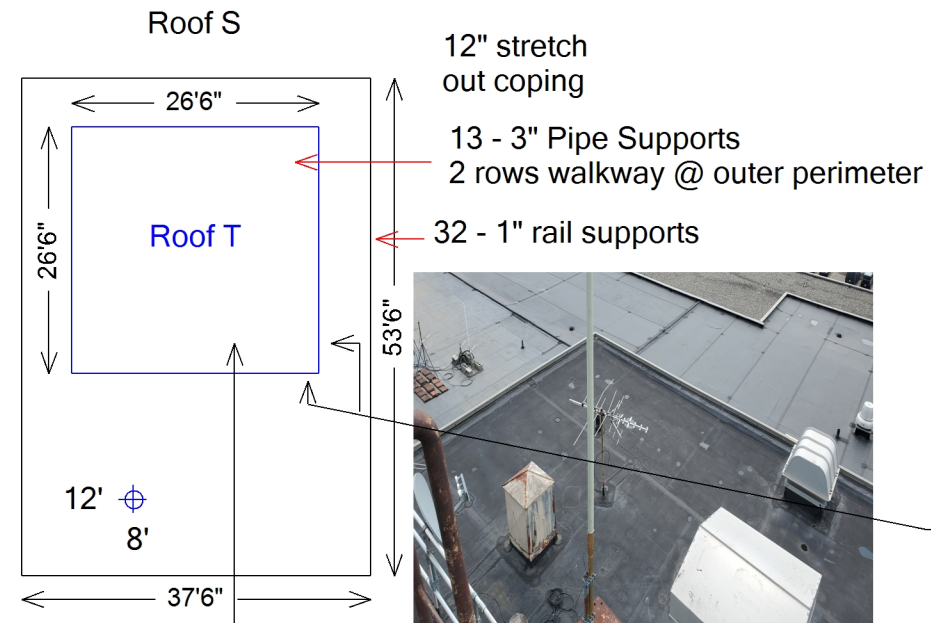 Roof S
12" stretch
out coping
26'6"
13 - 3" Pipe Supports
2 rows walkway @ outer perimeter
Roof T
26'6"
32 - 1" rail supports
53'6"
12'
8'
37'6"